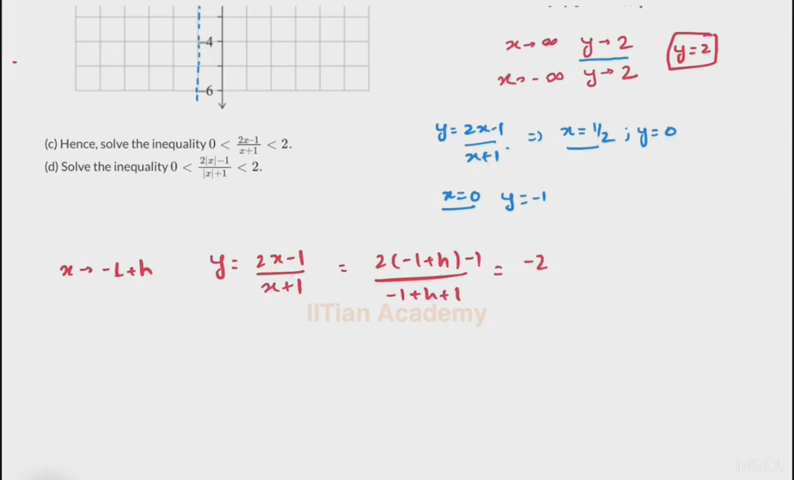 -4
-6
x → ∞ y → 2
x → -∞ y → 2
y = 2
(c) Hence, solve the inequality 0 < (2x-1)/(x+1) < 2.
(d) Solve the inequality 0 < (2|x|-1)/(|x|+1) < 2.
y = (2x-1)/(x+1) ⇒ x = 1/2 ; y = 0
x = 0 y = -1
x → -1+h y = (2x-1)/(x+1) = (2(-1+h)-1)/(-1+h+1) = -2
IITian Academy